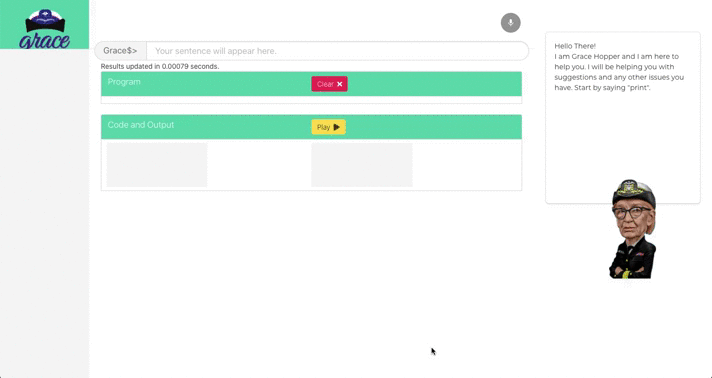 grace
Grace$>
Your sentence will appear here.
Results updated in 0.00079 seconds.
Program
Clear
Code and Output
Play
Hello There!
I am Grace Hopper and I am here to
help you. I will be helping you with
suggestions and any other issues you
have. Start by saying "print".